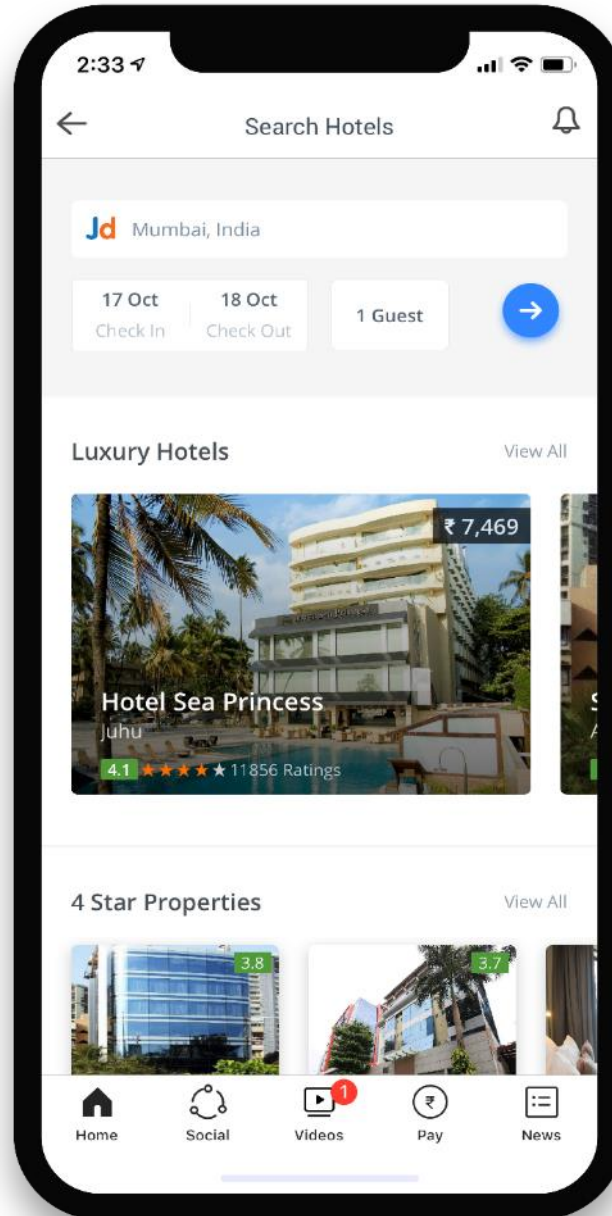 2:33
Search Hotels
Jd Mumbai, India
17 Oct 18 Oct 1 Guest
Check In Check Out
Luxury Hotels View All
₹ 7,469
Hotel Sea Princess
Juhu
4.1 11856 Ratings
4 Star Properties View All
3.8 3.7
1
Home Social Videos Pay News